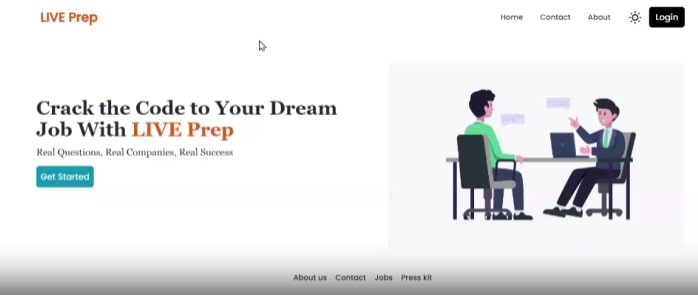 LIVE Prep
Home Contact About Login
Crack the Code to Your Dream
Job With LIVE Prep
Real Questions, Real Companies, Real Success
Get Started
About us Contact Jobs Press kit